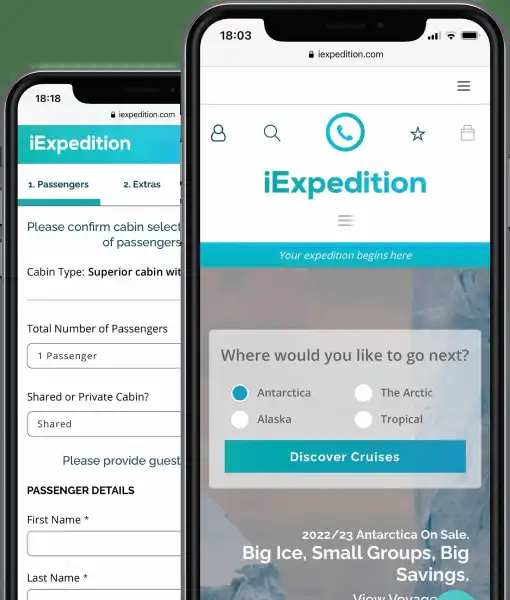 18:18
iexpedition.com
iExpedition
1. Passengers 2. Extras
Please confirm cabin select
of passengers
Cabin Type: Superior cabin wit
Total Number of Passengers
1 Passenger
Shared or Private Cabin?
Shared
Please provide guest
PASSENGER DETAILS
First Name *
Last Name *
18:03
iexpedition.com
iExpedition
Your expedition begins here
Where would you like to go next?
Antarctica The Arctic
Alaska Tropical
Discover Cruises
2022/23 Antarctica On Sale.
Big Ice, Small Groups, Big
Savings.
View Voyage